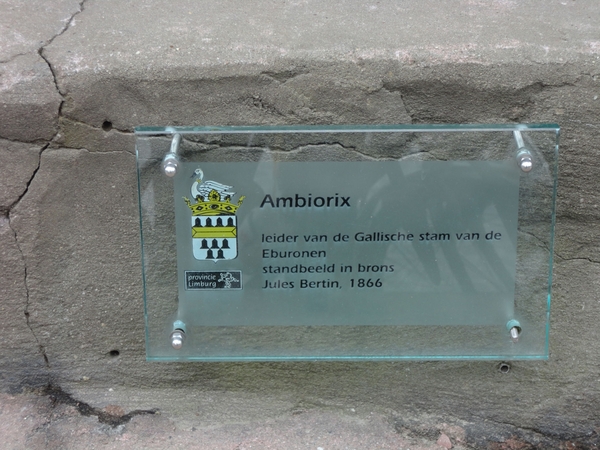 Ambiorix
leider van de Gallische stam van de
Eburonen
standbeeld in brons
Jules Bertin, 1866
provincie
Limburg